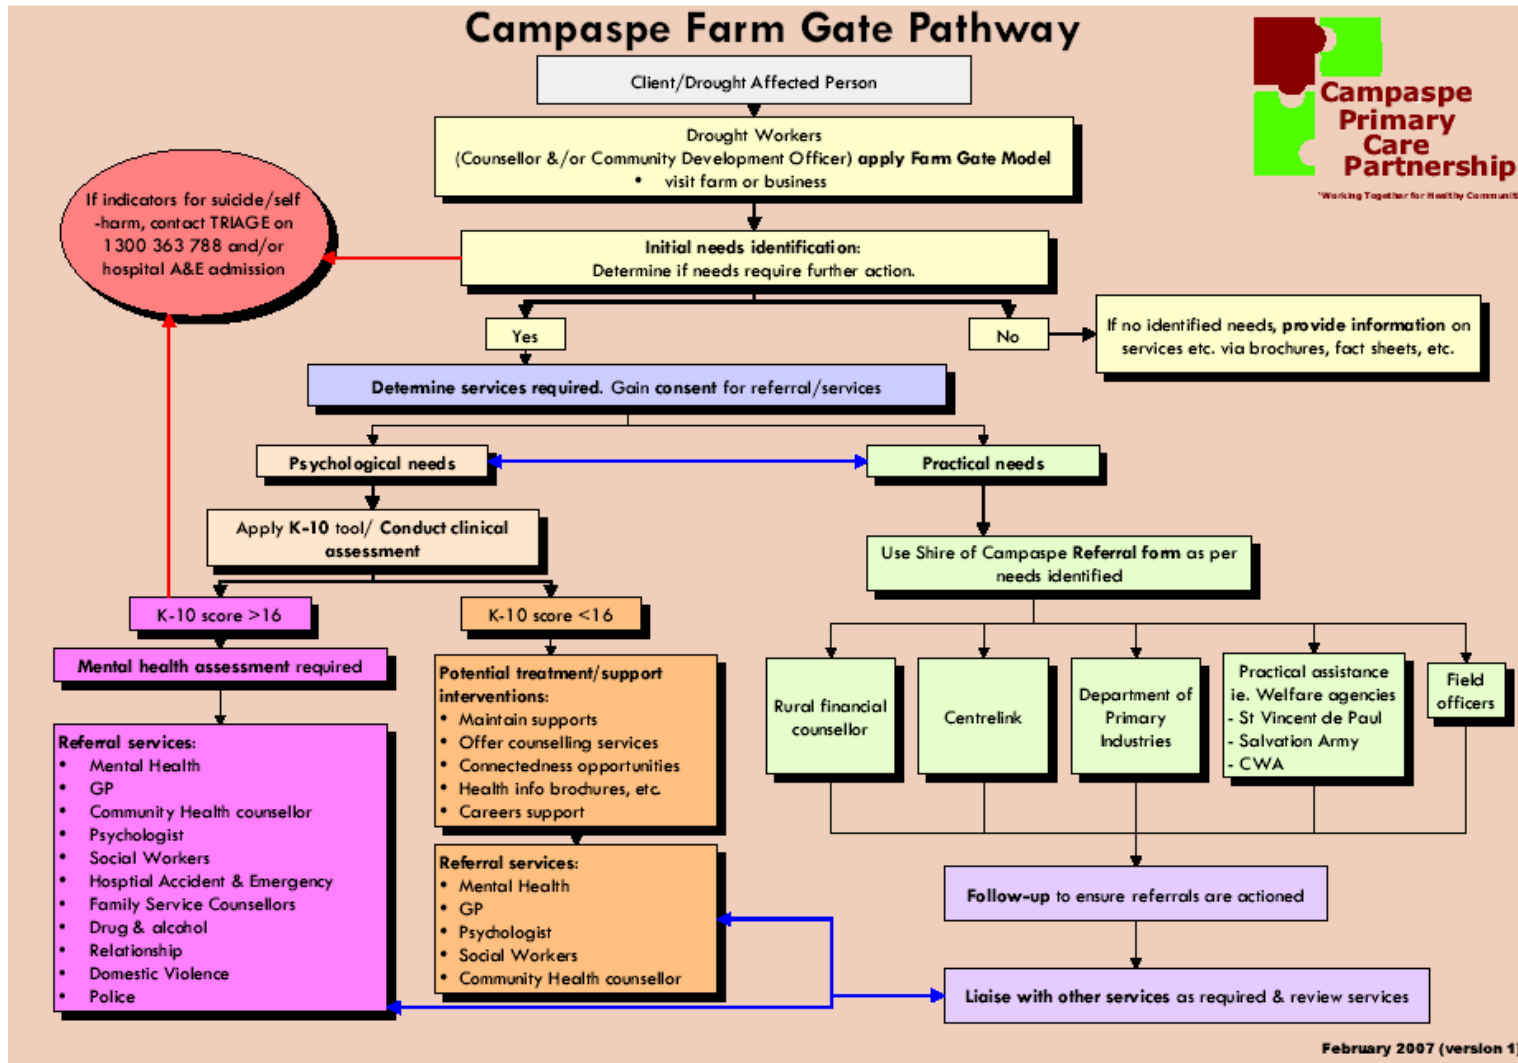 Campaspe Farm Gate Pathway
Campaspe
Primary
Care
Partnership
"Working Together for Healthy Communit
Client/Drought Affected Person
Drought Workers
(Counsellor &/or Community Development Officer) apply Farm Gate Model
• visit farm or business
If indicators for suicide/self
-harm, contact TRIAGE on
1300 363 788 and/or
hospital A&E admission
Initial needs identification:
Determine if needs require further action.
Yes
No
If no identified needs, provide information on
services etc. via brochures, fact sheets, etc.
Determine services required. Gain consent for referral/services
Psychological needs
Practical needs
Apply K-10 tool/ Conduct clinical
assessment
Use Shire of Campaspe Referral form as per
needs identified
K-10 score >16
K-10 score <16
Mental health assessment required
Potential treatment/support
interventions:
• Maintain supports
• Offer counselling services
• Connectedness opportunities
• Health info brochures, etc.
• Careers support
Rural financial
counsellor
Centrelink
Department of
Primary
Industries
Practical assistance
ie. Welfare agencies
- St Vincent de Paul
- Salvation Army
- CWA
Field
officers
Referral services:
• Mental Health
• GP
• Community Health counsellor
• Psychologist
• Social Workers
• Hosptial Accident & Emergency
• Family Service Counsellors
• Drug & alcohol
• Relationship
• Domestic Violence
• Police
Referral services:
• Mental Health
• GP
• Psychologist
• Social Workers
• Community Health counsellor
Follow-up to ensure referrals are actioned
Liaise with other services as required & review services
February 2007 (version 1)